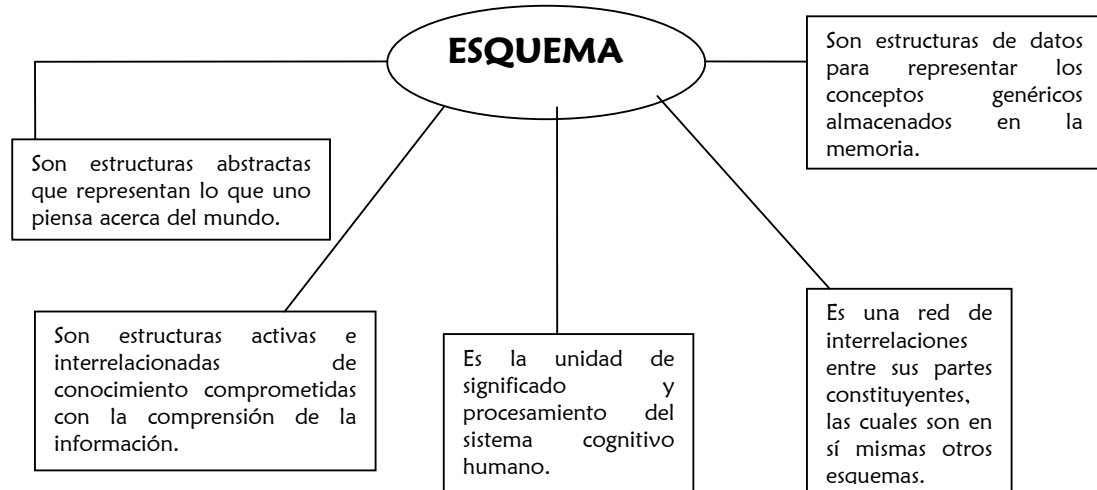 ESQUEMA
Son estructuras de datos
para representar los
conceptos genéricos
almacenados en la
memoria.
Son estructuras abstractas
que representan lo que uno
piensa acerca del mundo.
Son estructuras activas e
interrelacionadas de
conocimiento comprometidas
con la comprensión de la
información.
Es la unidad de
significado y
procesamiento del
sistema cognitivo
humano.
Es una red de
interrelaciones
entre sus partes
constituyentes,
las cuales son en
sí mismas otros
esquemas.